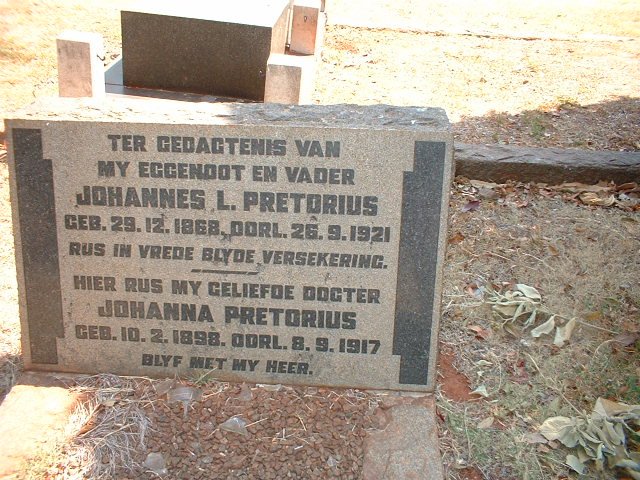 TER GEDAGTENIS VAN
MY EGGENOOT EN VADER
JOHANNES L. PRETORIUS
GEB. 29. 12. 1868. OORL. 26. 9. 1921
RUS IN VREDE BLYDE VERSEKERING.
HIER RUS MY GELIEFDE DOGTER
JOHANNA PRETORIUS
GEB. 10. 2. 1898. OORL. 8. 9. 1917
BLYF MET MY HEER.